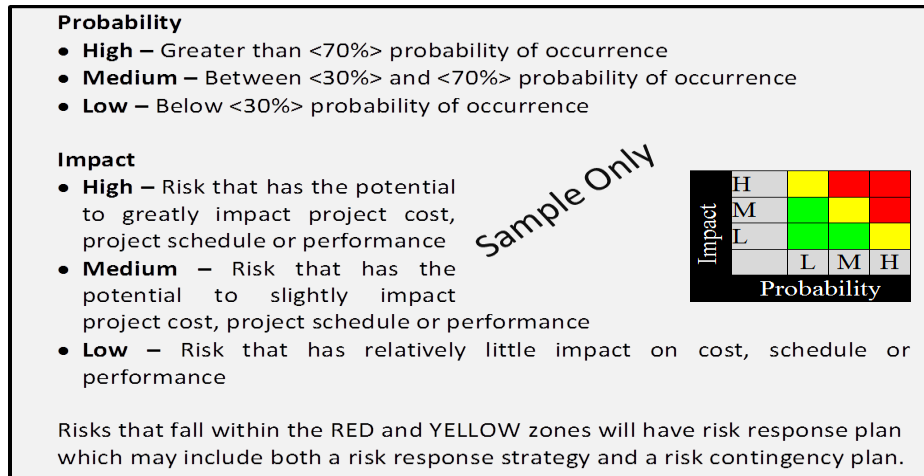 Probability
• High – Greater than <70%> probability of occurrence
• Medium – Between <30%> and <70%> probability of occurrence
• Low – Below <30%> probability of occurrence
Impact
• High – Risk that has the potential
to greatly impact project cost,
project schedule or performance
• Medium – Risk that has the
potential to slightly impact
project cost, project schedule or performance
• Low – Risk that has relatively little impact on cost, schedule or
performance
Sample Only
Impact
H
M
L
L M H
Probability
Risks that fall within the RED and YELLOW zones will have risk response plan
which may include both a risk response strategy and a risk contingency plan.